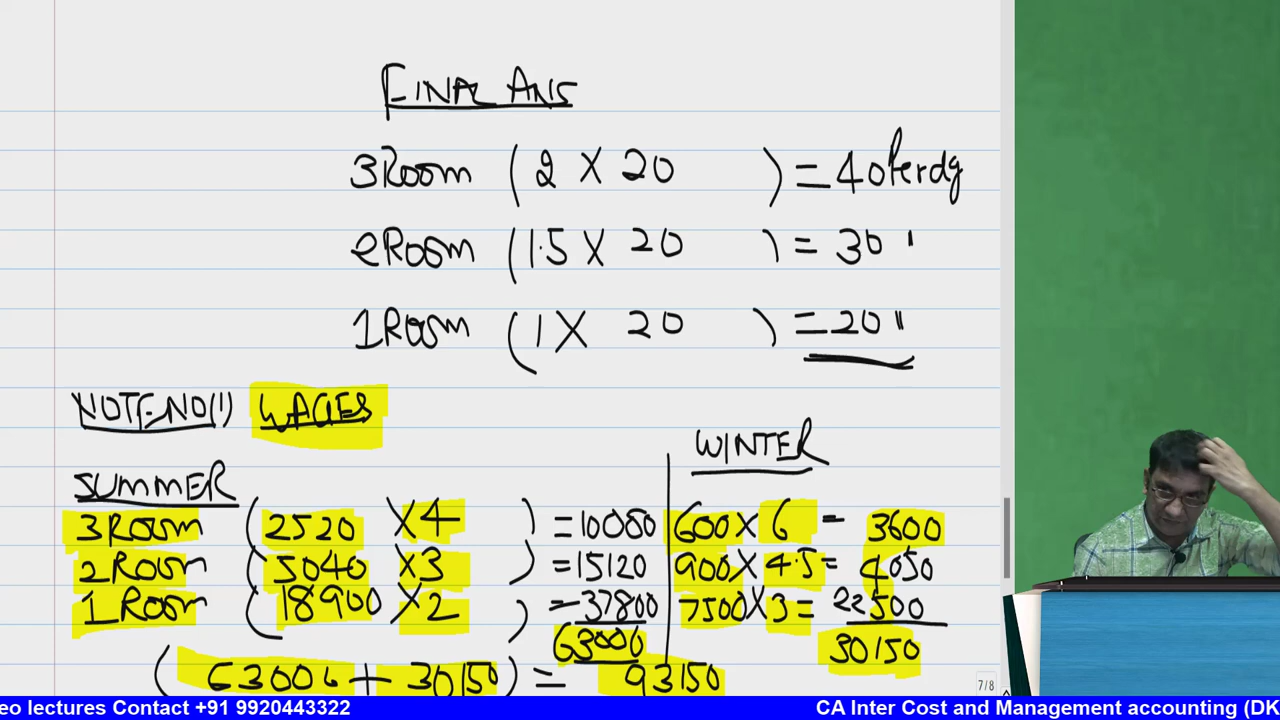 FINAL ANS
3Room (2 X 20 ) = 40 Perdy
2Room (1.5 X 20 ) = 30 "
1Room (1 X 20 ) = 20 "
NOTE-NO(1) WAGES
SUMMER
3Room (2520 X4 ) =10080
2Room (5040 X3 ) =15120
1Room (18900 X2 ) =37800
63000
(63000 + 30150) = 93150
WINTER
600 X 6 = 3600
900 X 4.5 = 4050
7500 X 3 = 22500
30150
7/8
eo lectures Contact +91 9920443322
CA Inter Cost and Management accounting (DK